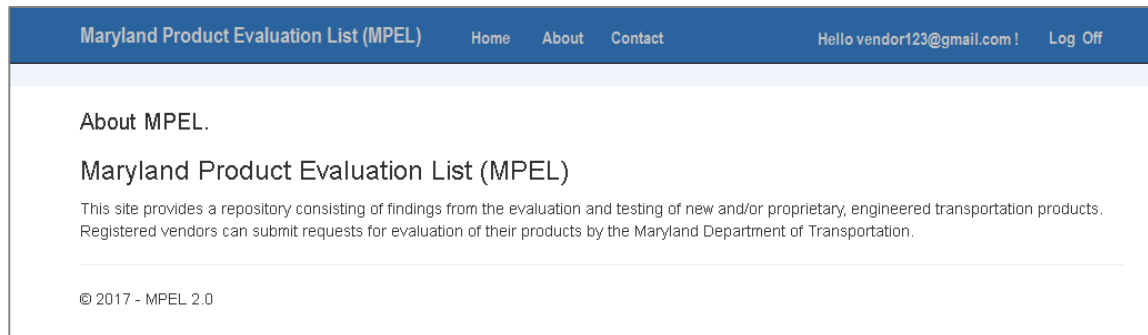 Maryland Product Evaluation List (MPEL) Home About Contact Hello vendor123@gmail.com ! Log Off
About MPEL.
Maryland Product Evaluation List (MPEL)
This site provides a repository consisting of findings from the evaluation and testing of new and/or proprietary, engineered transportation products.
Registered vendors can submit requests for evaluation of their products by the Maryland Department of Transportation.
© 2017 - MPEL 2.0